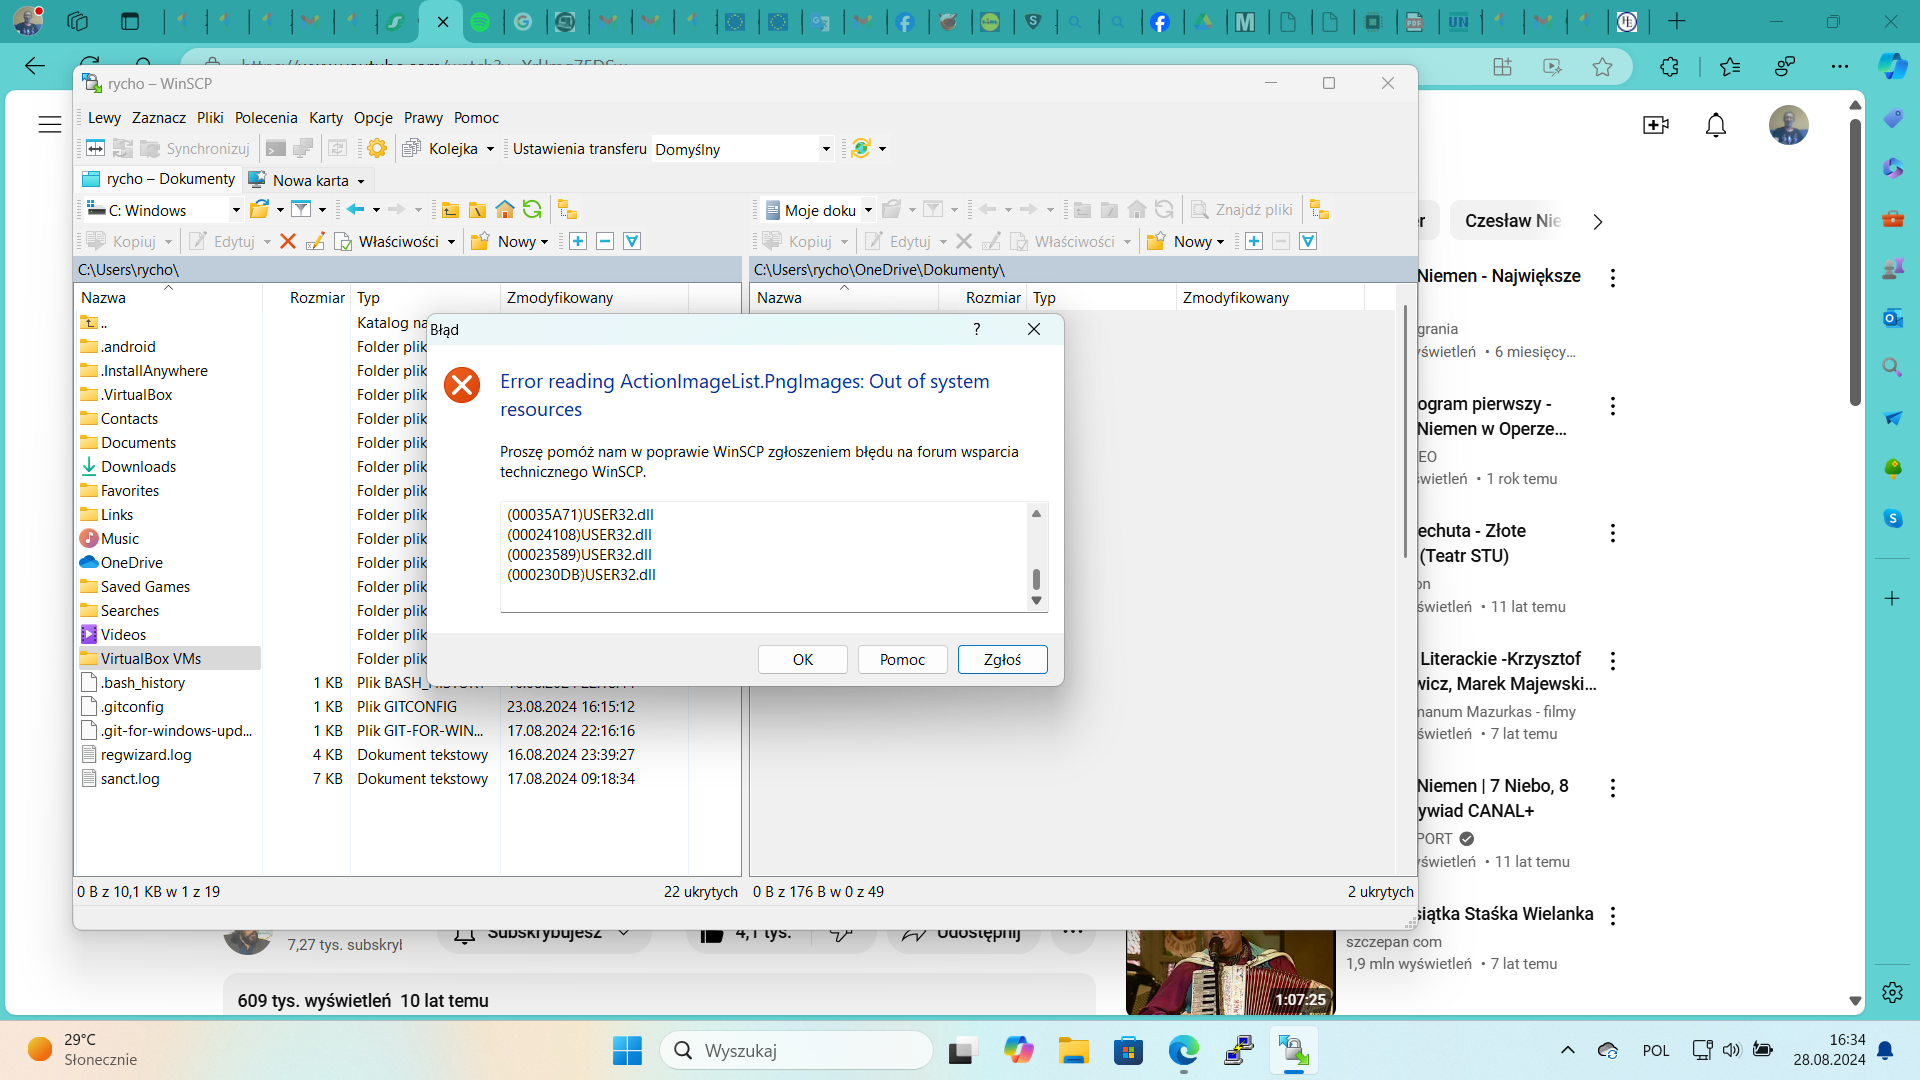 rycho – WinSCP
Lewy Zaznacz Pliki Polecenia Karty Opcje Prawy Pomoc
Synchronizuj Kolejka Ustawienia transferu Domyślny
rycho – Dokumenty Nowa karta
C: Windows
Moje doku Znajdź pliki
Kopiuj Edytuj Właściwości Nowy
Kopiuj Edytuj Właściwości Nowy
C:\Users\rycho\
C:\Users\rycho\OneDrive\Dokumenty\
Nazwa Rozmiar Typ Zmodyfikowany
Nazwa Rozmiar Typ Zmodyfikowany
.. Katalog na
.android Folder plik
.InstallAnywhere Folder plik
.VirtualBox Folder plik
Contacts Folder plik
Documents Folder plik
Downloads Folder plik
Favorites Folder plik
Links Folder plik
Music Folder plik
OneDrive Folder plik
Saved Games Folder plik
Searches Folder plik
Videos Folder plik
VirtualBox VMs Folder plik
.bash_history 1 KB Plik BASH_HISTORY
.gitconfig 1 KB Plik GITCONFIG 23.08.2024 16:15:12
.git-for-windows-upd... 1 KB Plik GIT-FOR-WIN... 17.08.2024 22:16:16
regwizard.log 4 KB Dokument tekstowy 16.08.2024 23:39:27
sanct.log 7 KB Dokument tekstowy 17.08.2024 09:18:34
0 B z 10,1 KB w 1 z 19 22 ukrytych
0 B z 176 B w 0 z 49 2 ukrytych
Błąd
?
Error reading ActionImageList.PngImages: Out of system
resources
Proszę pomóż nam w poprawie WinSCP zgłoszeniem błędu na forum wsparcia
technicznego WinSCP.
(00035A71)USER32.dll
(00024108)USER32.dll
(00023589)USER32.dll
(000230DB)USER32.dll
OK Pomoc Zgłoś
er Czesław Nie
Niemen - Największe
grania
yświetleń • 6 miesięcy...
ogram pierwszy -
Niemen w Operze...
EO
świetleń • 1 rok temu
echuta - Złote
(Teatr STU)
on
yświetleń • 11 lat temu
Literackie -Krzysztof
wicz, Marek Majewski...
manum Mazurkas - filmy
świetleń • 7 lat temu
Niemen | 7 Niebo, 8
ywiad CANAL+
PORT
yświetleń • 11 lat temu
siątka Staśka Wielanka
szczepan com
1,9 mln wyświetleń • 7 lat temu
1:07:25
7,27 tys. subskryb
Subskrybujesz
4,1 tys.
Udostępnij
609 tys. wyświetleń 10 lat temu
29°C
Słonecznie
Wyszukaj
POL
16:34
28.08.2024